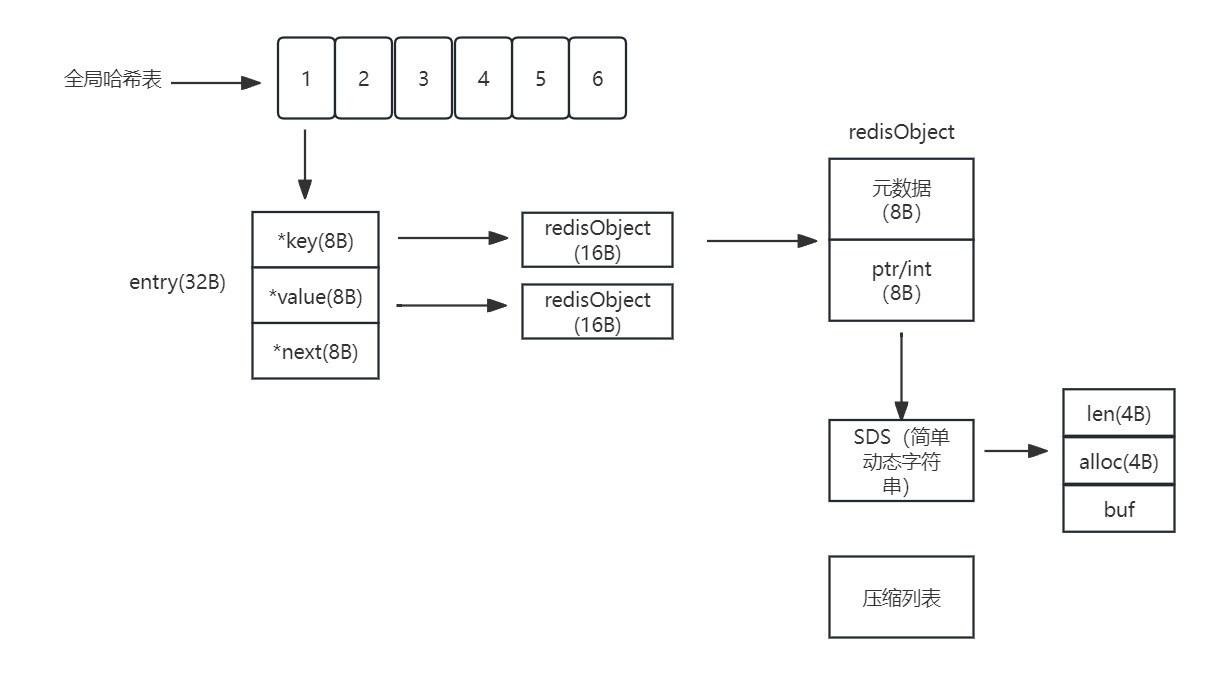 全局哈希表
1
2
3
4
5
6
redisObject
元数据
（8B）
ptr/int
（8B）
entry(32B)
*key(8B)
*value(8B)
*next(8B)
redisObject
(16B)
redisObject
(16B)
SDS（简单
动态字符
串）
len(4B)
alloc(4B)
buf
压缩列表